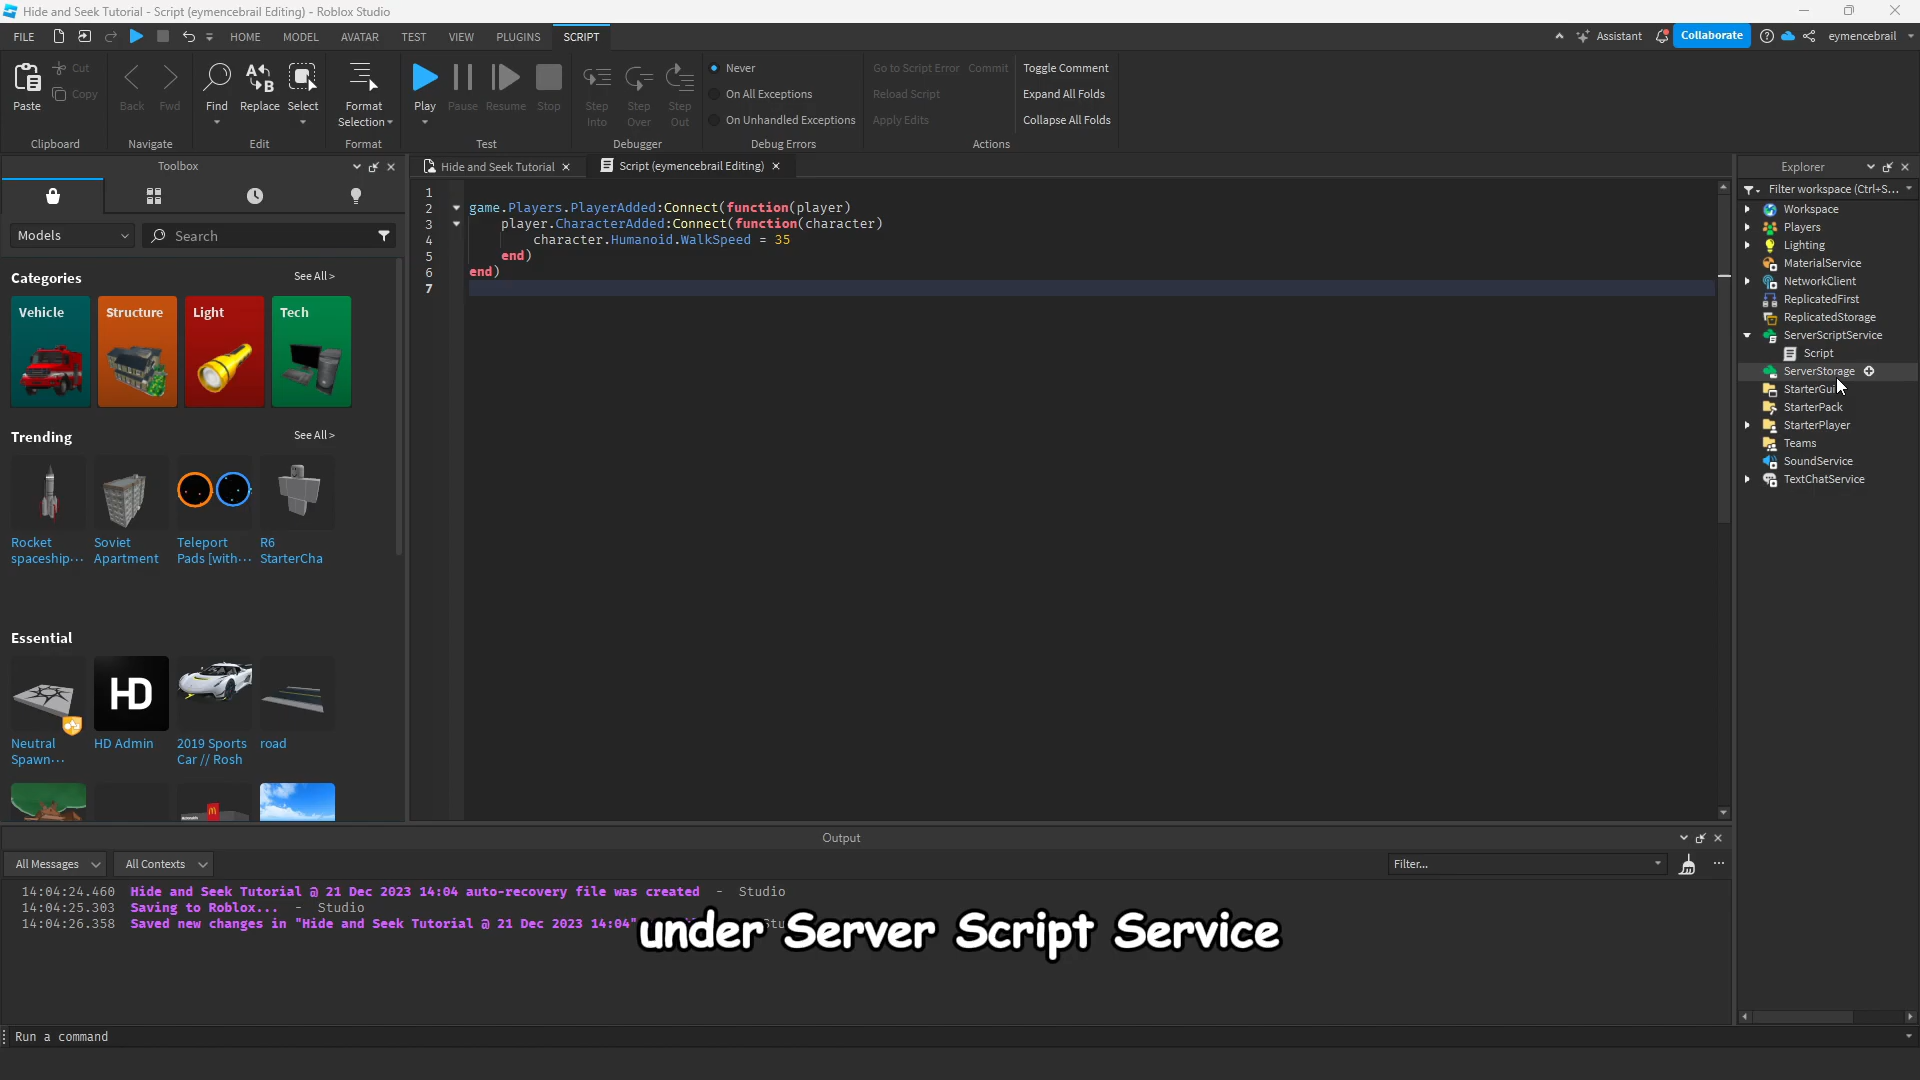 Hide and Seek Tutorial - Script (eymencebrail Editing) - Roblox Studio
FILE HOME MODEL AVATAR TEST VIEW PLUGINS SCRIPT Assistant Collaborate eymencebrail
Paste Cut Copy
Clipboard
Back Fwd
Navigate
Find Replace Select
Edit
Format Selection
Format
Play Pause Resume Stop
Test
Step Into Step Over Step Out
Debugger
Never
On All Exceptions
On Unhandled Exceptions
Debug Errors
Go to Script Error Commit
Reload Script
Apply Edits
Toggle Comment
Expand All Folds
Collapse All Folds
Actions
Toolbox
Models Search
Categories See All >
Vehicle Structure Light Tech
Trending See All >
Rocket spaceship...
Soviet Apartment
Teleport Pads [with...
R6 StarterCha
Essential
HD
Neutral Spawn...
HD Admin
2019 Sports Car // Rosh
road
Hide and Seek Tutorial Script (eymencebrail Editing)
1
2 game.Players.PlayerAdded:Connect(function(player)
3 player.CharacterAdded:Connect(function(character)
4 character.Humanoid.WalkSpeed = 35
5 end)
6 end)
7
Explorer
Filter workspace (Ctrl+S...
Workspace
Players
Lighting
MaterialService
NetworkClient
ReplicatedFirst
ReplicatedStorage
ServerScriptService
Script
ServerStorage
StarterGui
StarterPack
StarterPlayer
Teams
SoundService
TextChatService
Output
All Messages All Contexts Filter...
14:04:24.460 Hide and Seek Tutorial @ 21 Dec 2023 14:04 auto-recovery file was created - Studio
14:04:25.303 Saving to Roblox... - Studio
14:04:26.358 Saved new changes in "Hide and Seek Tutorial @ 21 Dec 2023 14:04"
under Server Script Service
Run a command